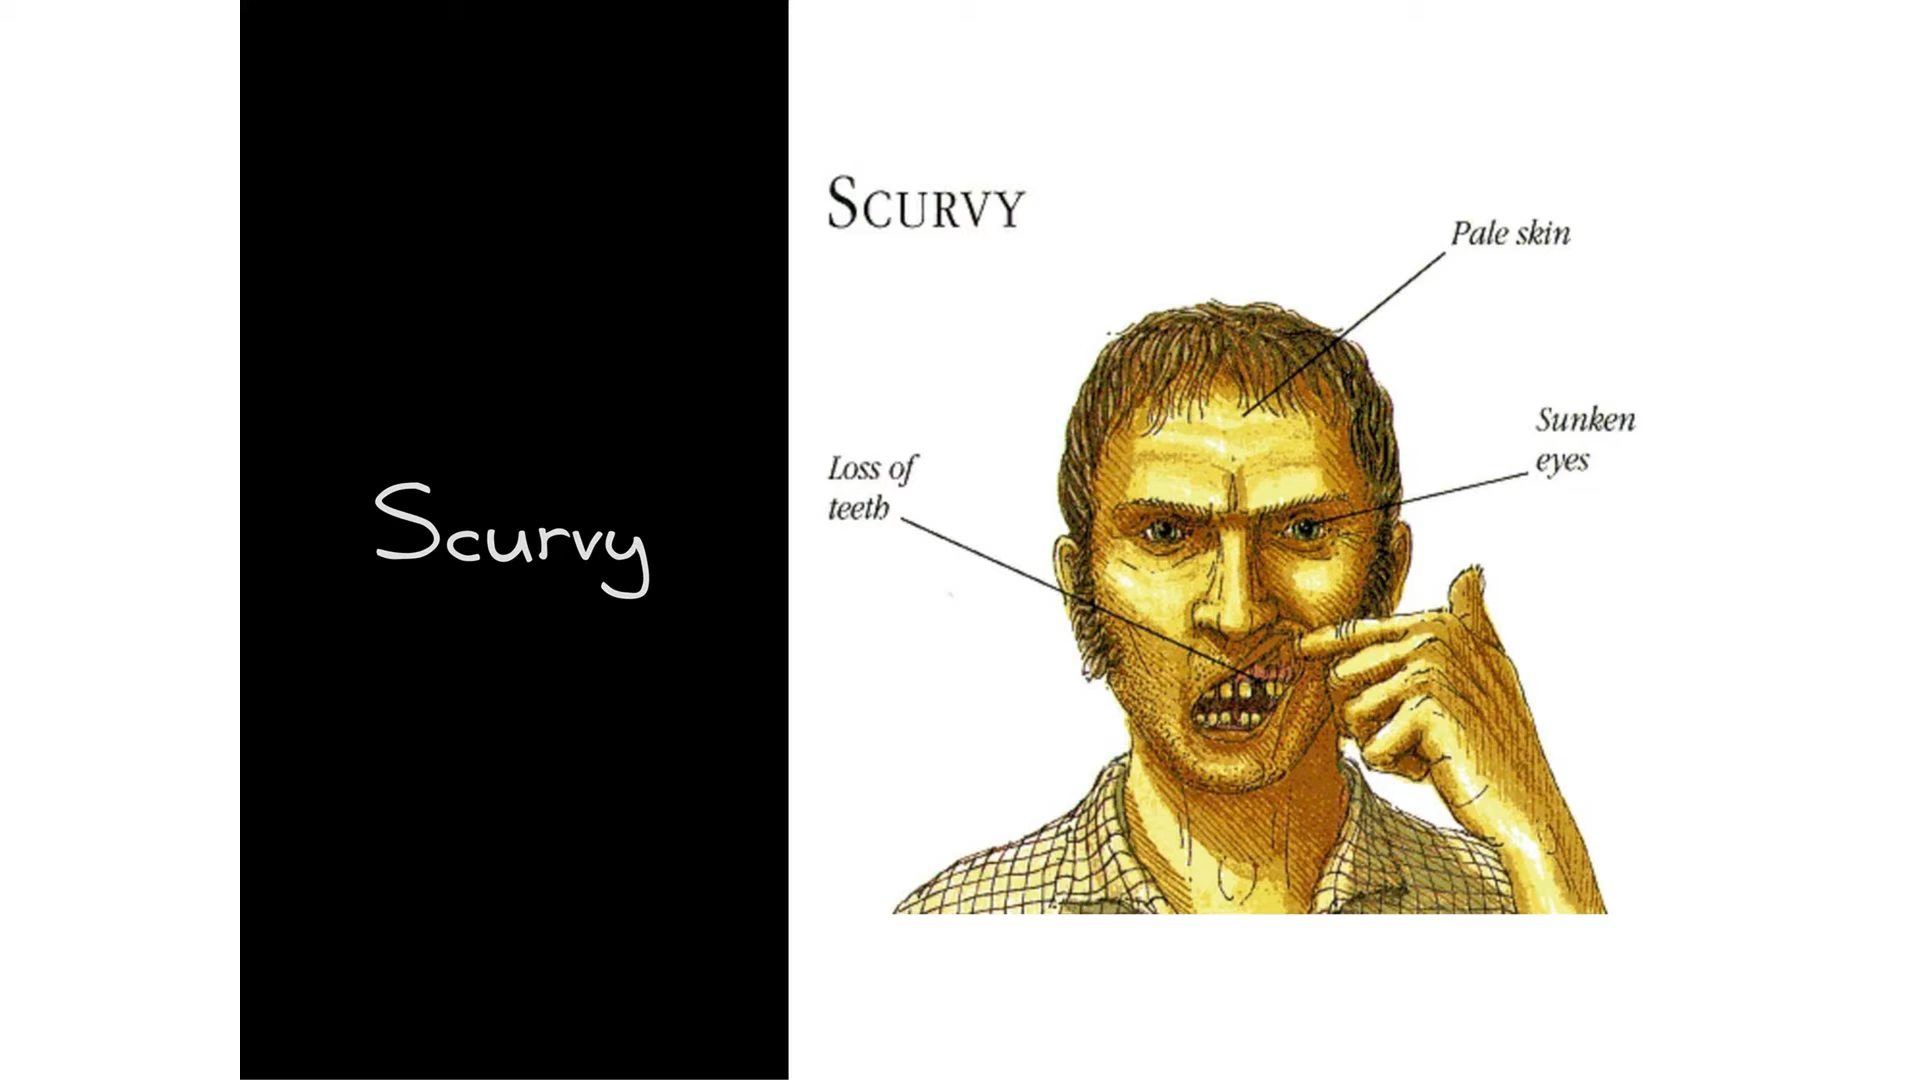 Scurvy
SCURVY
Pale skin
Sunken
eyes
Loss of
teeth